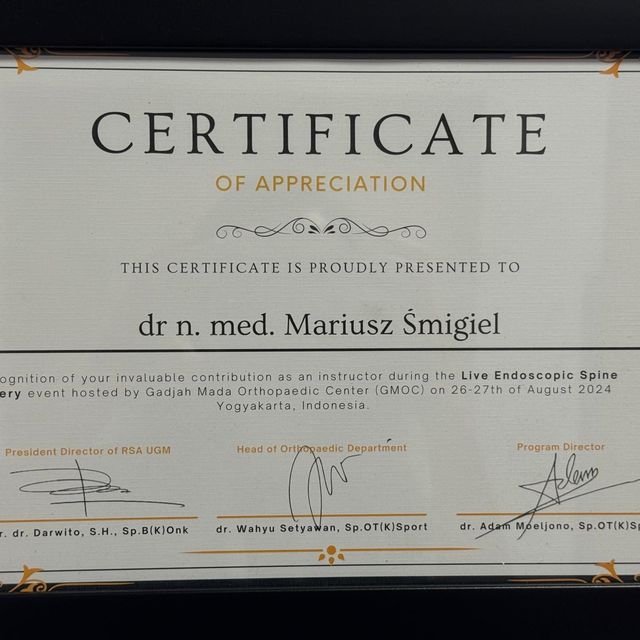 CERTIFICATE
OF APPRECIATION
THIS CERTIFICATE IS PROUDLY PRESENTED TO
dr n. med. Mariusz Śmigiel
ognition of your invaluable contribution as an instructor during the Live Endoscopic Spine
ery event hosted by Gadjah Mada Orthopaedic Center (GMOC) on 26-27th of August 2024
Yogyakarta, Indonesia.
President Director of RSA UGM
Head of Orthopaedic Department
Program Director
r. dr. Darwito, S.H., Sp.B(K)Onk
dr. Wahyu Setyawan, Sp.OT(K)Sport
dr. Adam Moeljono, Sp.OT(K)Sp